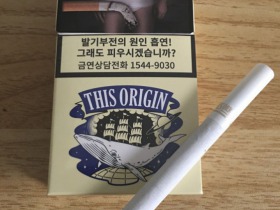 발기부전의 원인 흡연!
그래도 피우시겠습니까?
금연상담전화 1544-9030
THIS ORIGIN